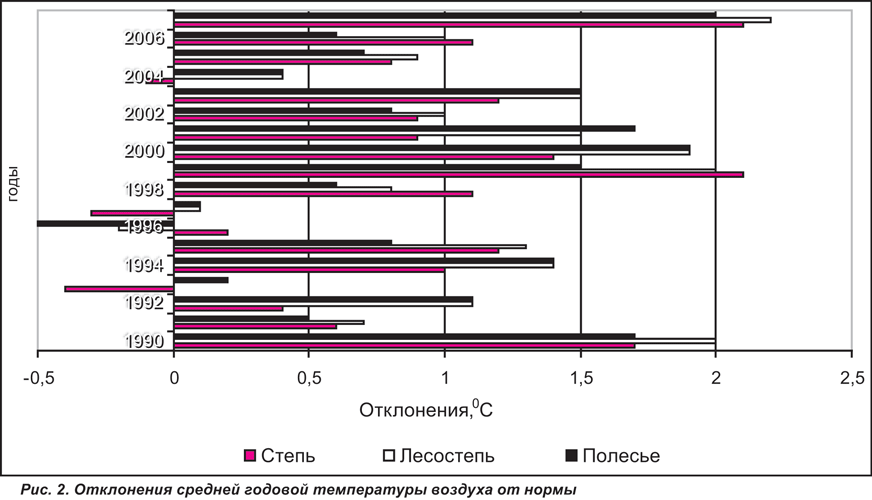 годы
2006
2004
2002
2000
1998
1996
1994
1992
1990
-0,5 0 0,5 1 1,5 2 2,5
Отклонения,⁰С
Степь Лесостепь Полесье
Рис. 2. Отклонения средней годовой температуры воздуха от нормы